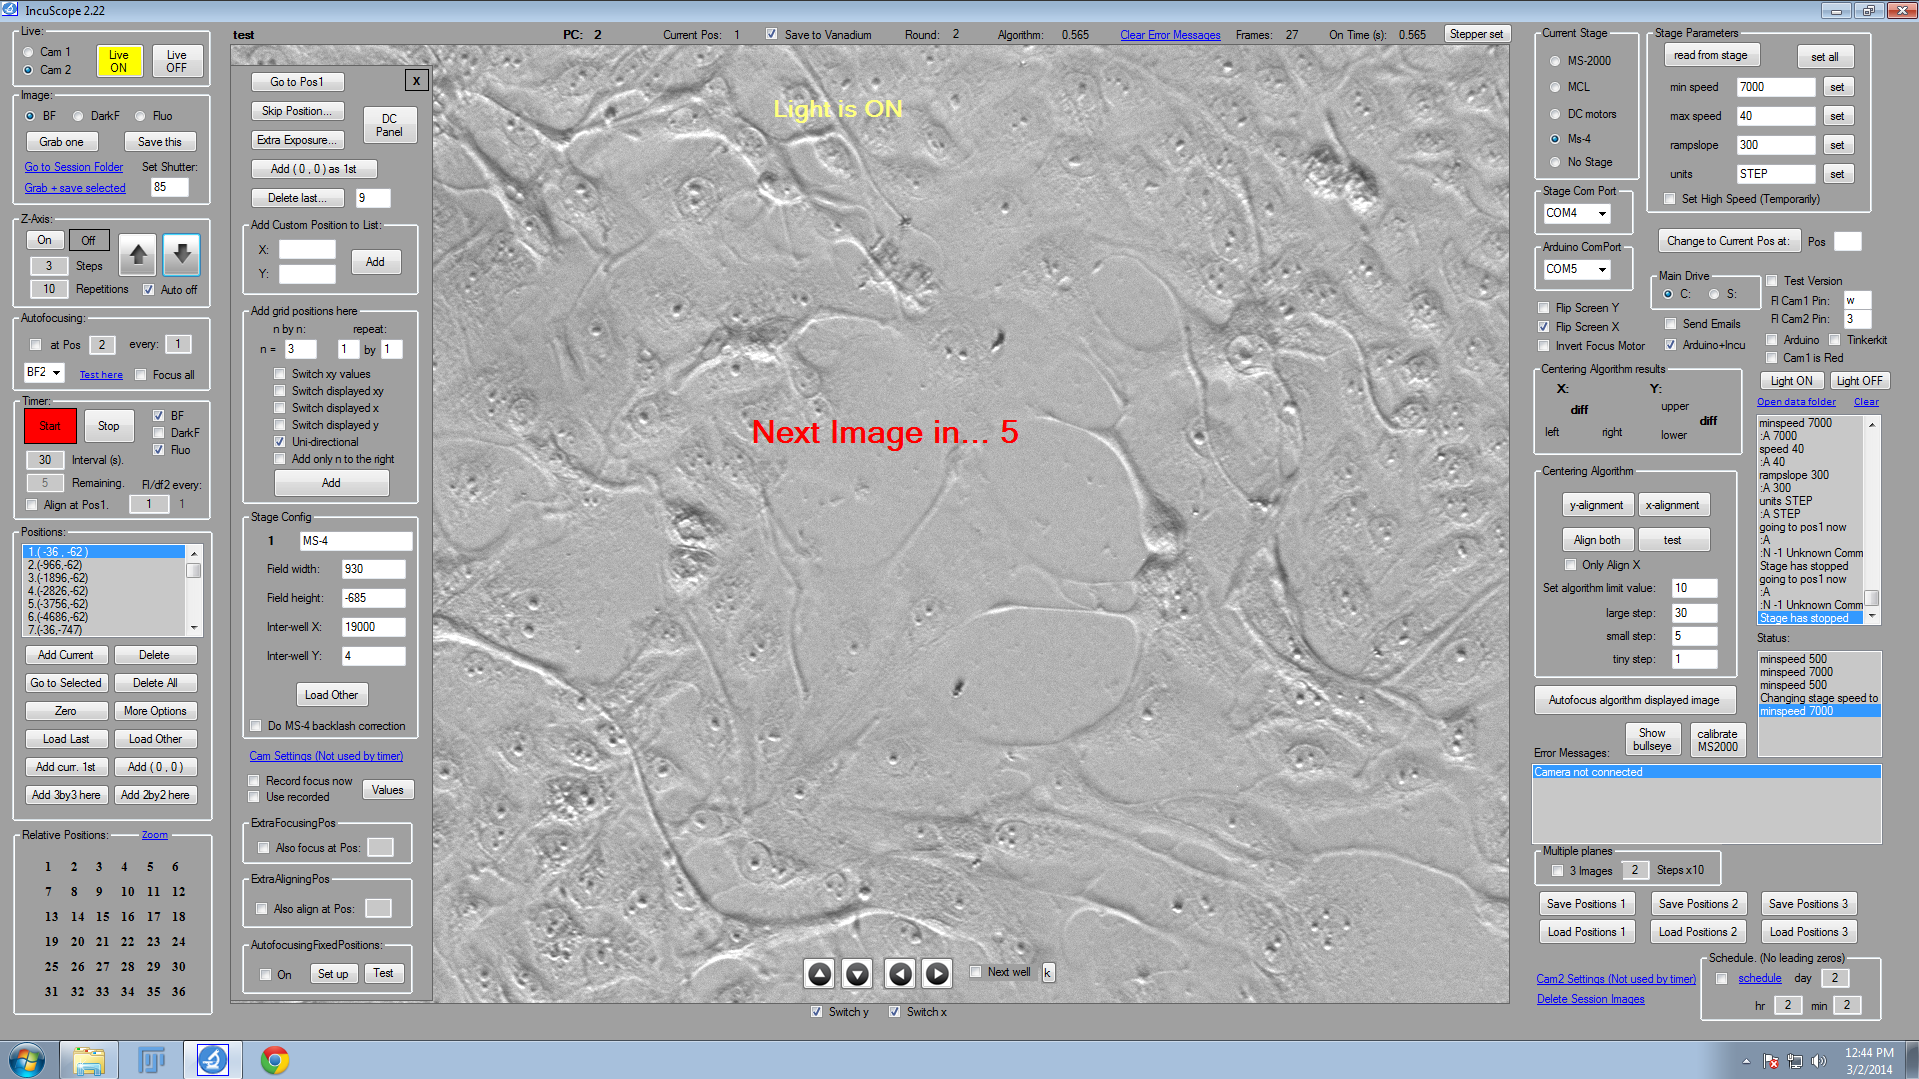 IncuScope 2.22
Live:
Cam 1
Cam 2
Live ON
Live OFF
Image:
BF
DarkF
Fluo
Grab one
Save this
Go to Session Folder
Set Shutter:
Grab + save selected
85
Z-Axis:
On
Off
3
Steps
10
Repetitions
Auto off
Autofocusing:
at Pos
2
every:
1
BF2
Test here
Focus all
Timer:
Start
Stop
BF
DarkF
Fluo
30
Interval (s).
5
Remaining.
Fl/df2 every:
Align at Pos1.
1
1
Positions:
1.( -36 , -62 )
2.(-966,-62)
3.(-1896,-62)
4.(-2826,-62)
5.(-3756,-62)
6.(-4686,-62)
7.(-36,-747)
Add Current
Delete
Go to Selected
Delete All
Zero
More Options
Load Last
Load Other
Add curr. 1st
Add ( 0 , 0 )
Add 3by3 here
Add 2by2 here
Relative Positions:
Zoom
1 2 3 4 5 6
7 8 9 10 11 12
13 14 15 16 17 18
19 20 21 22 23 24
25 26 27 28 29 30
31 32 33 34 35 36
test
PC: 2
Current Pos: 1
Save to Vanadium
Round: 2
Algorithm: 0.565
Clear Error Messages
Frames: 27
On Time (s): 0.565
Stepper set
Go to Pos1
X
Skip Position...
DC Panel
Extra Exposure...
Add ( 0 , 0 ) as 1st
Delete last...
9
Add Custom Position to List:
X:
Y:
Add
Add grid positions here
n by n:
repeat:
n =
3
1
by
1
Switch xy values
Switch displayed xy
Switch displayed x
Switch displayed y
Uni-directional
Add only n to the right
Add
Stage Config
1
MS-4
Field width:
930
Field height:
-685
Inter-well X:
19000
Inter-well Y:
4
Load Other
Do MS-4 backlash correction
Cam Settings (Not used by timer)
Record focus now
Use recorded
Values
ExtraFocusingPos
Also focus at Pos:
ExtraAligningPos
Also align at Pos:
AutofocusingFixedPositions:
On
Set up
Test
Light is ON
Next Image in... 5
Next well
k
Switch y
Switch x
Current Stage
MS-2000
MCL
DC motors
Ms-4
No Stage
Stage Parameters
read from stage
set all
min speed
7000
set
max speed
40
set
rampslope
300
set
units
STEP
set
Set High Speed (Temporarily)
Stage Com Port
COM4
Change to Current Pos at:
Pos
Arduino ComPort
COM5
Main Drive
C:
S:
Test Version
Fl Cam1 Pin:
w
Fl Cam2 Pin:
3
Flip Screen Y
Flip Screen X
Invert Focus Motor
Send Emails
Arduino+Incu
Arduino
Tinkerkit
Cam1 is Red
Light ON
Light OFF
Open data folder
Clear
Centering Algorithm results
X:
Y:
diff
upper
diff
left
right
lower
minspeed 7000
:A 7000
speed 40
:A 40
rampslope 300
:A 300
units STEP
:A STEP
going to pos1 now
:A
:N -1 Unknown Comm
Stage has stopped
going to pos1 now
:A
:N -1 Unknown Comm
Stage has stopped
Centering Algorithm
y-alignment
x-alignment
Align both
test
Only Align X
Set algorithm limit value:
10
large step:
30
small step:
5
tiny step:
1
Status:
minspeed 500
minspeed 7000
minspeed 500
Changing stage speed to
minspeed 7000
Autofocus algorithm displayed image
Show bullseye
calibrate MS2000
Error Messages:
Camera not connected
Multiple planes
3 Images
2
Steps x10
Save Positions 1
Save Positions 2
Save Positions 3
Load Positions 1
Load Positions 2
Load Positions 3
Cam2 Settings (Not used by timer)
Delete Session Images
Schedule. (No leading zeros)
schedule
day
2
hr
2
min
2
12:44 PM
3/2/2014